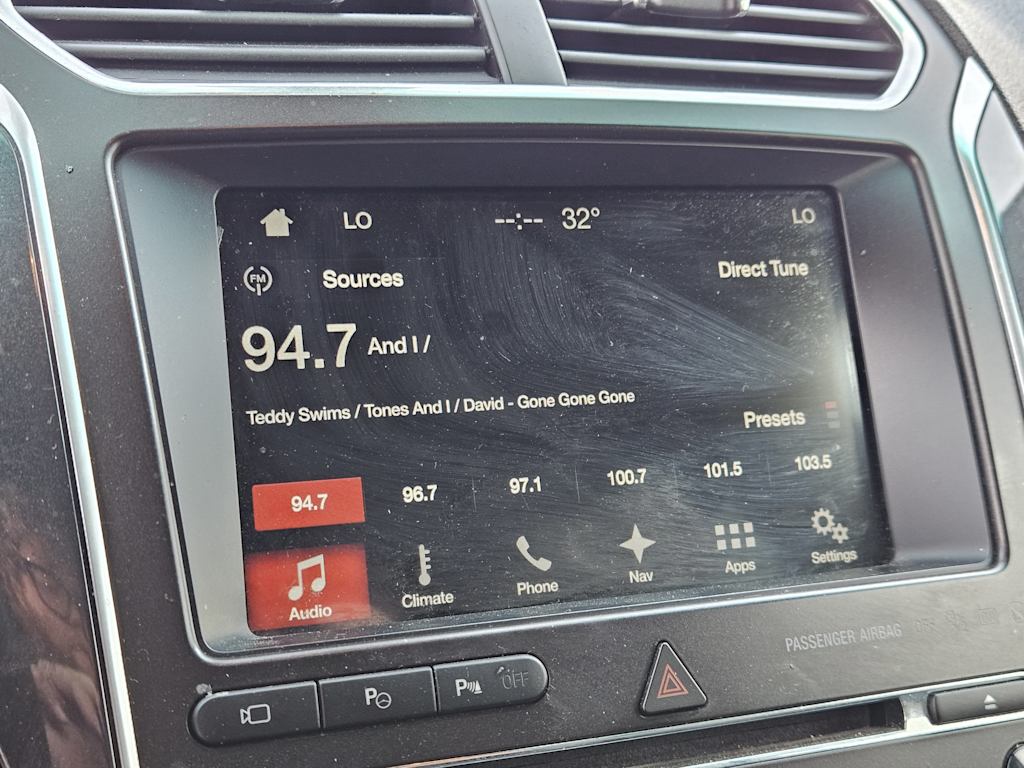 LO --:-- 32° LO
FM Sources Direct Tune
94.7 And I /
Teddy Swims / Tones And I / David - Gone Gone Gone
Presets
94.7 96.7 97.1 100.7 101.5 103.5
Audio Climate Phone Nav Apps Settings
PASSENGER AIRBAG OFF
P P OFF